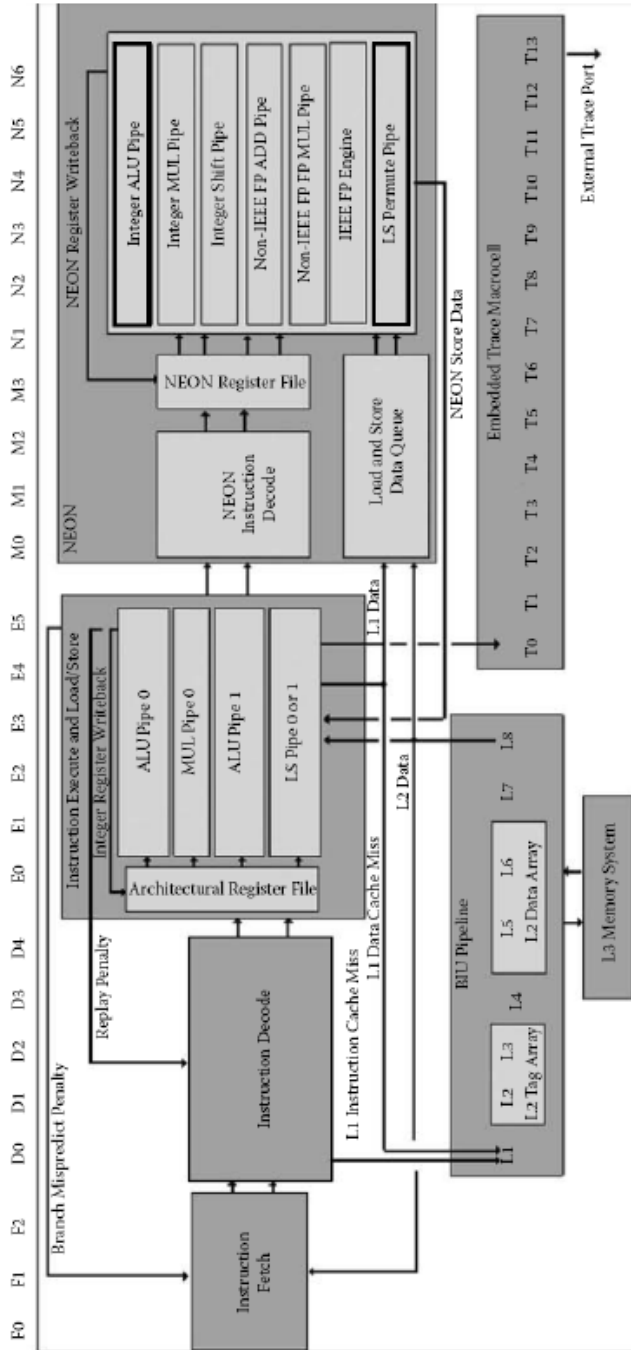 F0 F1 F2 D0 D1 D2 D3 D4 E0 E1 E2 E3 E4 E5 M0 M1 M2 M3 N1 N2 N3 N4 N5 N6
Branch Mispredict Penalty
Replay Penalty
Instruction Execute and Load/Store
Integer Register Writeback
NEON
NEON Register Writeback
Instruction
Fetch
Instruction Decode
Architectural Register File
ALU Pipe 0
MUL Pipe 0
ALU Pipe 1
LS Pipe 0 or 1
NEON
Instruction
Decode
NEON Register File
Load and Store
Data Queue
Integer ALU Pipe
Integer MUL Pipe
Integer Shift Pipe
Non-IEEE FP ADD Pipe
Non-IEEE FP MUL Pipe
IEEE FP Engine
LS Permute Pipe
L1 Instruction Cache Miss
L1 Data Cache Miss
L1 Data
L2 Data
NEON Store Data
BIU Pipeline
L1 L2 L3 L4 L5 L6 L7 L8
L2 Tag Array
L2 Data Array
L3 Memory System
Embedded Trace Macrocell
T0 T1 T2 T3 T4 T5 T6 T7 T8 T9 T10 T11 T12 T13
External Trace Port